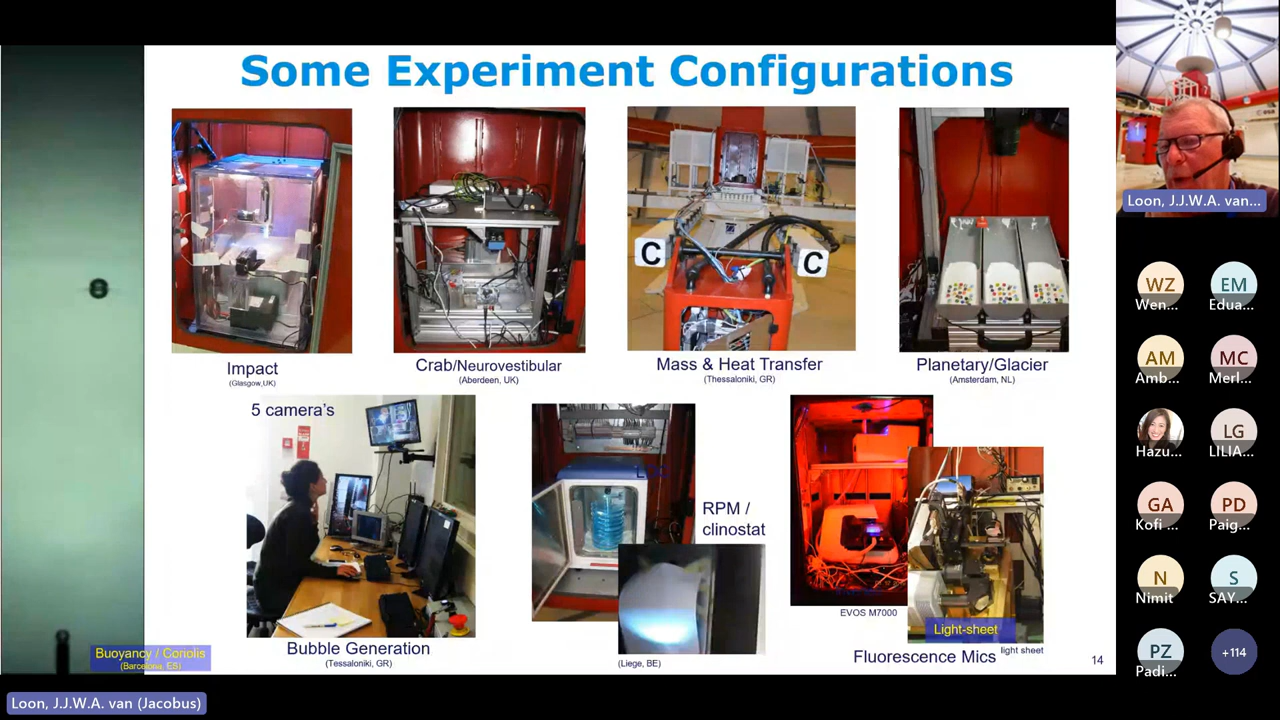 Some Experiment Configurations
Impact
(Glasgow,UK)
Crab/Neurovestibular
(Aberdeen, UK)
C
C
Mass & Heat Transfer
(Thessaloniki, GR)
Planetary/Glacier
(Amsterdam, NL)
5 camera's
Bubble Generation
(Tessaloniki, GR)
RPM /
clinostat
(Liege, BE)
EVOS M7000
Light-sheet
light sheet
Fluorescence Mics
14
Buoyancy / Coriolis
(Barcelona, ES)
Loon, J.J.W.A. van (Jacobus)
Loon, J.J.W.A. van...
WZ
Wen...
EM
Edua...
AM
Amb...
MC
Merl...
Hazu...
LG
LILIA...
GA
Kofi ...
PD
Paig...
N
Nimit
S
SAY...
PZ
Padi...
+114